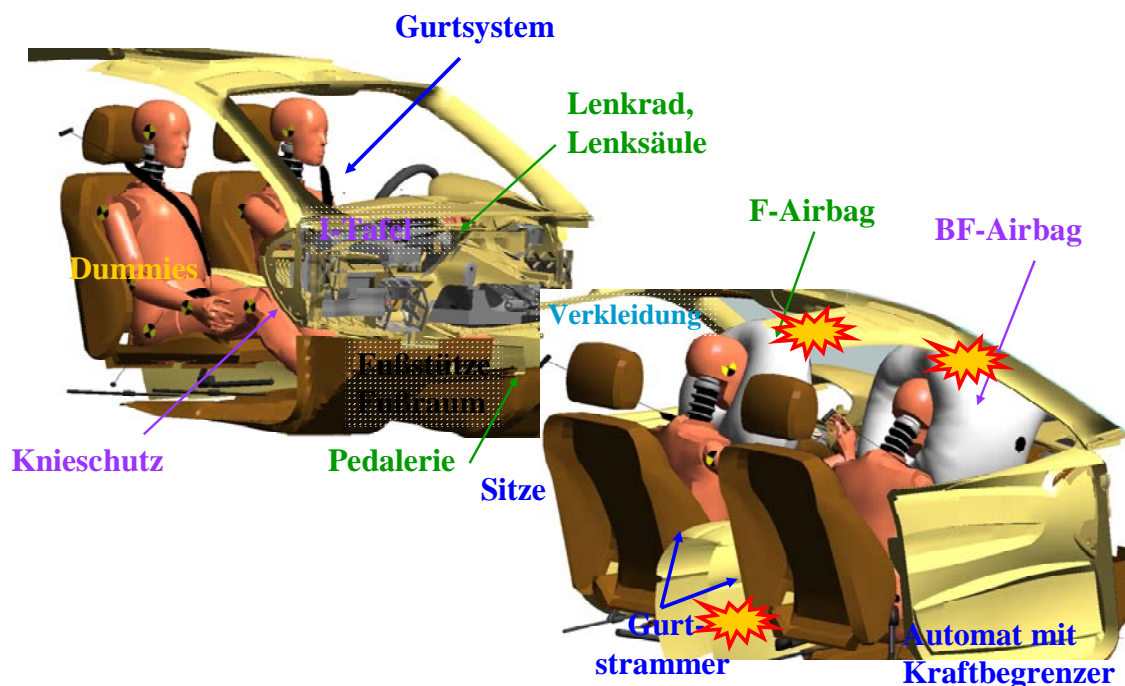 Gurtsystem
Lenkrad,
Lenksäule
F-Airbag
BF-Airbag
I-Tafel
Dummies
Verkleidung
Fußstütze
Fußraum
Knieschutz
Pedalerie
Sitze
Gurt-
strammer
Automat mit
Kraftbegrenzer